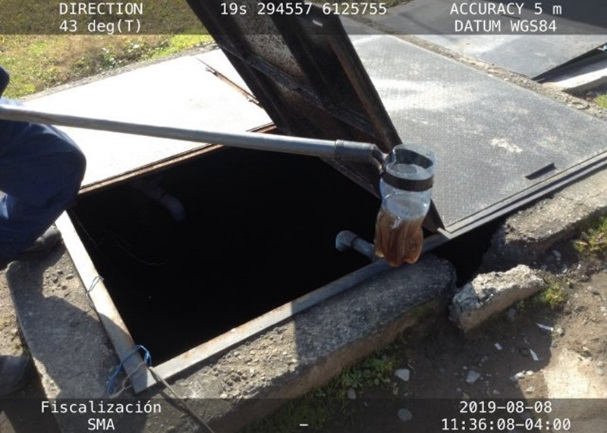 DIRECTION
43 deg(T)
19s 294557 6125755
ACCURACY 5 m
DATUM WGS84
Fiscalización
SMA
–
2019-08-08
11:36:08-04:00